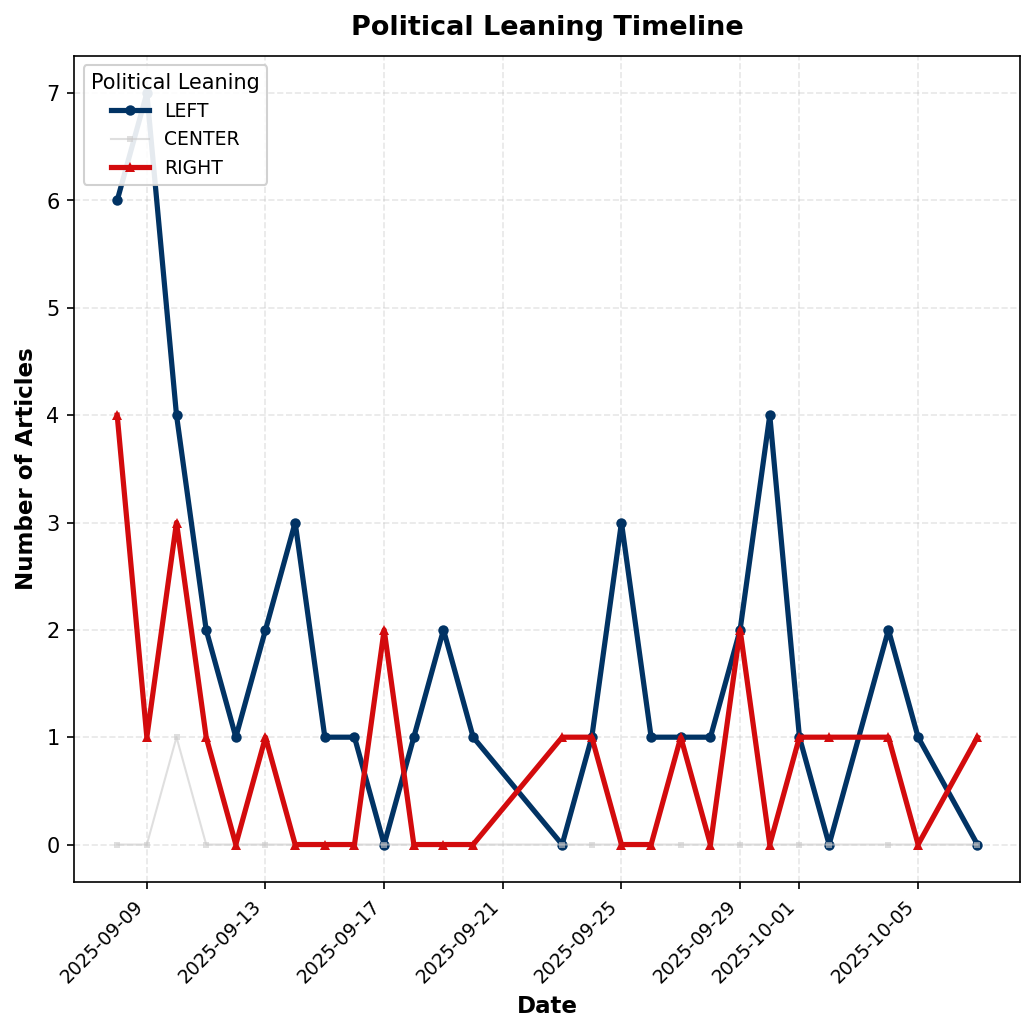 Political Leaning Timeline
Political Leaning
LEFT
CENTER
RIGHT
Number of Articles
7
6
5
4
3
2
1
0
2025-09-09
2025-09-13
2025-09-17
2025-09-21
2025-09-25
2025-09-29
2025-10-01
2025-10-05
Date